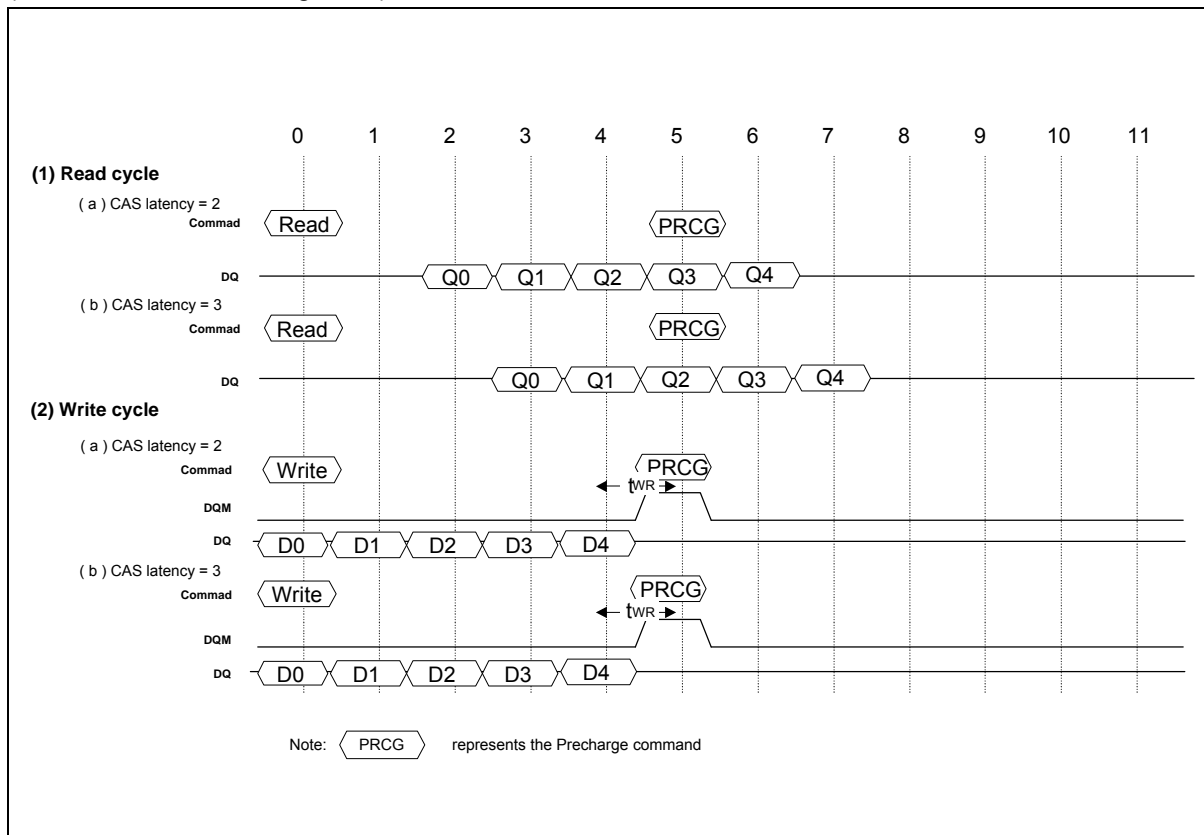 0 1 2 3 4 5 6 7 8 9 10 11
(1) Read cycle
( a ) CAS latency = 2
Commad Read PRCG
DQ Q0 Q1 Q2 Q3 Q4
( b ) CAS latency = 3
Commad Read PRCG
DQ Q0 Q1 Q2 Q3 Q4
(2) Write cycle
( a ) CAS latency = 2
Commad Write PRCG
tWR
DQM
DQ D0 D1 D2 D3 D4
( b ) CAS latency = 3
Commad Write PRCG
tWR
DQM
DQ D0 D1 D2 D3 D4
Note: PRCG represents the Precharge command